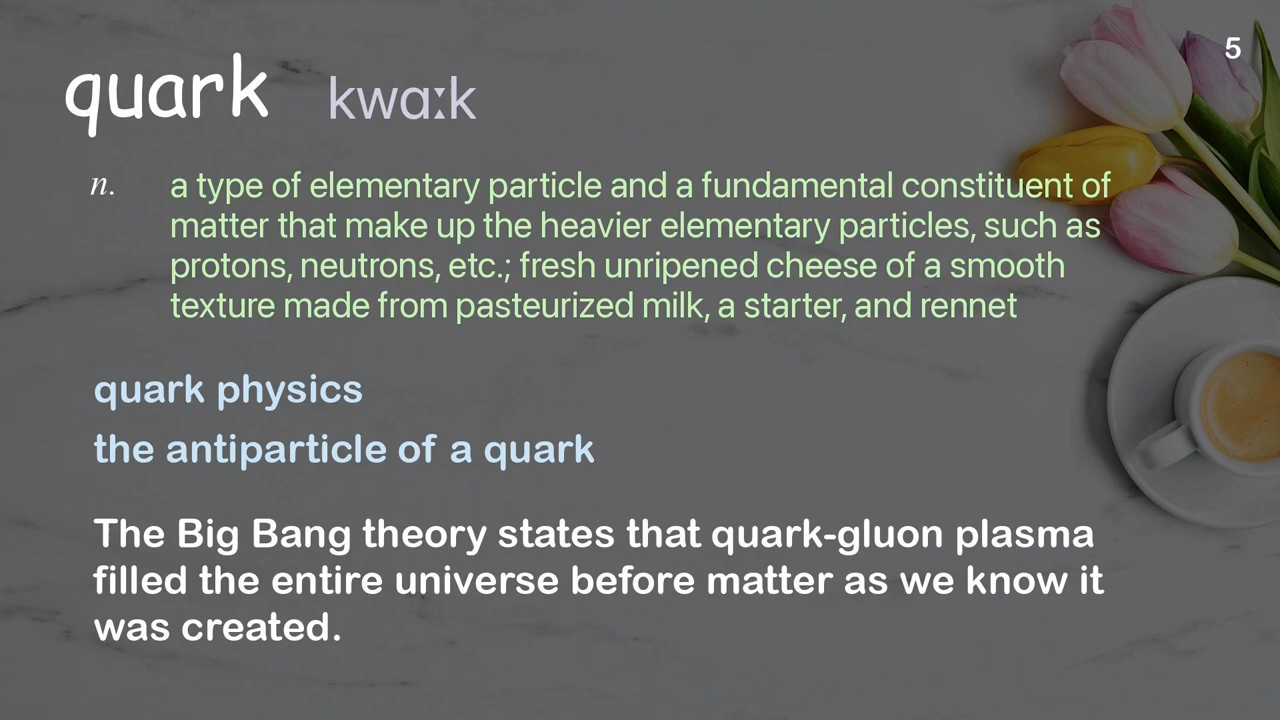 5
quark kwɑːk
n. a type of elementary particle and a fundamental constituent of
matter that make up the heavier elementary particles, such as
protons, neutrons, etc.; fresh unripened cheese of a smooth
texture made from pasteurized milk, a starter, and rennet
quark physics
the antiparticle of a quark
The Big Bang theory states that quark-gluon plasma
filled the entire universe before matter as we know it
was created.